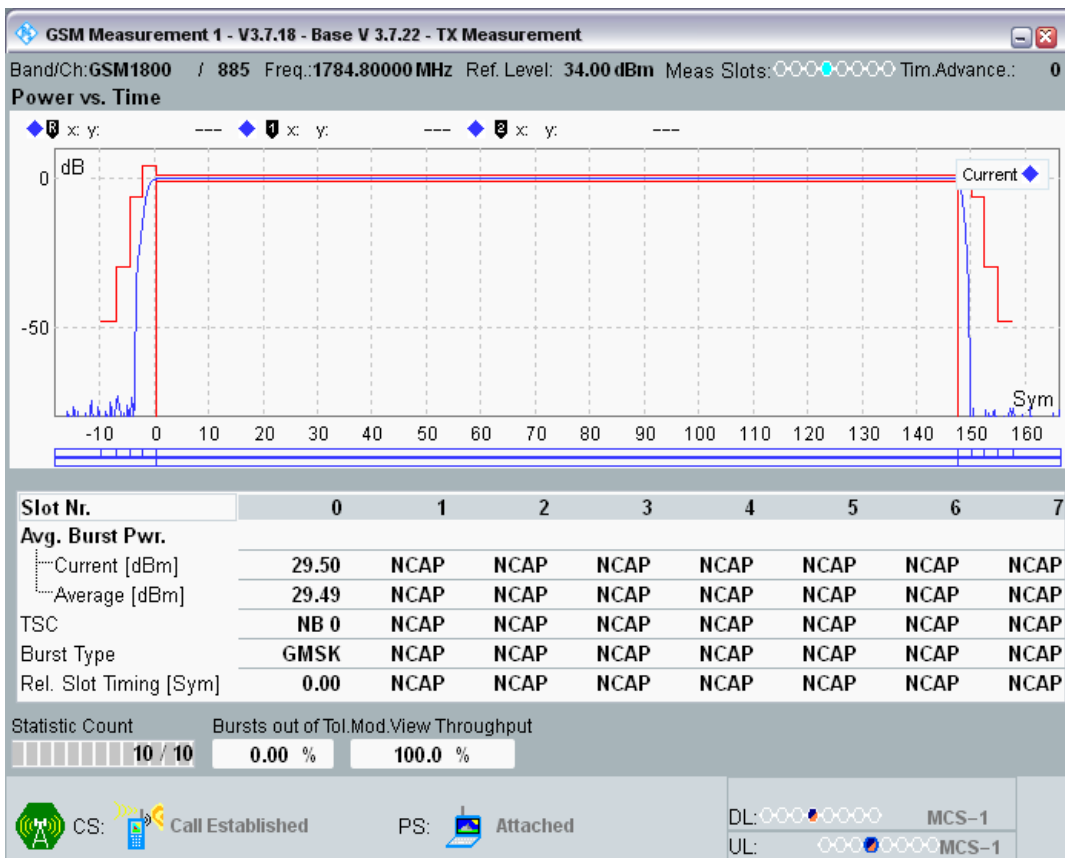 GSM Measurement 1 - V3.7.18 - Base V 3.7.22 - TX Measurement
Band/Ch:GSM1800 / 885 Freq.:1784.80000 MHz Ref. Level: 34.00 dBm Meas Slots: Tim.Advance.: 0
Power vs. Time
R x: y: --- 1 x: y: --- 2 x: y: ---
dB
Current
0
-50
Sym
-10 0 10 20 30 40 50 60 70 80 90 100 110 120 130 140 150 160
Slot Nr. 0 1 2 3 4 5 6 7
Avg. Burst Pwr.
Current [dBm] 29.50 NCAP NCAP NCAP NCAP NCAP NCAP NCAP
Average [dBm] 29.49 NCAP NCAP NCAP NCAP NCAP NCAP NCAP
TSC NB 0 NCAP NCAP NCAP NCAP NCAP NCAP NCAP
Burst Type GMSK NCAP NCAP NCAP NCAP NCAP NCAP NCAP
Rel. Slot Timing [Sym] 0.00 NCAP NCAP NCAP NCAP NCAP NCAP NCAP
Statistic Count Bursts out of Tol.Mod.View Throughput
10 / 10 0.00 % 100.0 %
CS: Call Established PS: Attached
DL: MCS-1
UL: MCS-1